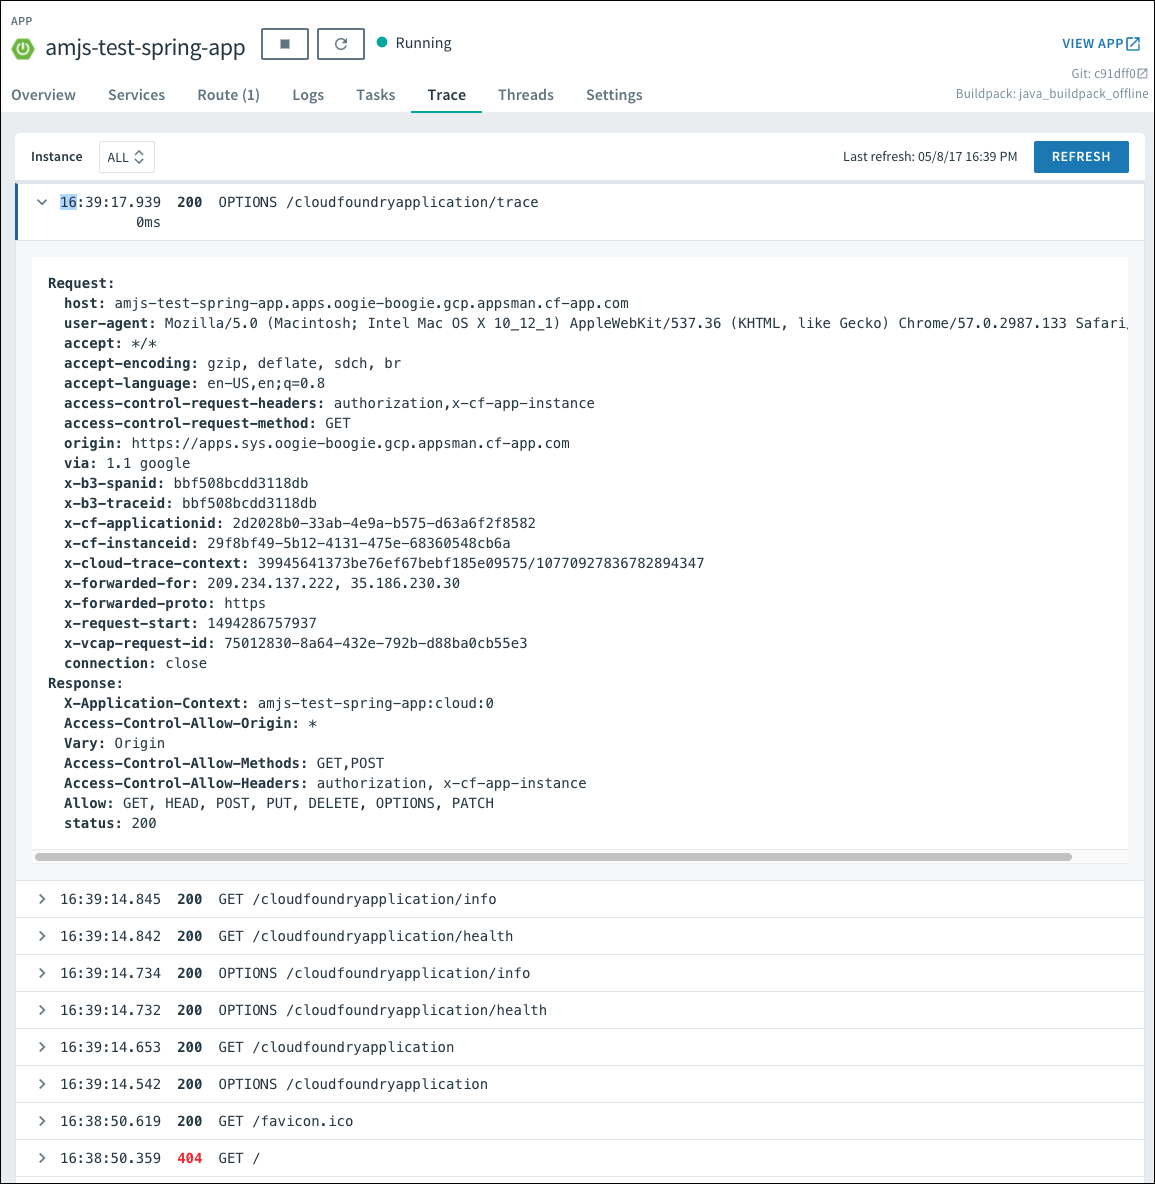 APP
amjs-test-spring-app
Running
VIEW APP
Git: c91dff0
Buildpack: java_buildpack_offline
Overview Services Route (1) Logs Tasks Trace Threads Settings
Instance ALL Last refresh: 05/8/17 16:39 PM REFRESH
16:39:17.939 200 OPTIONS /cloudfoundryapplication/trace
0ms
Request:
host: amjs-test-spring-app.apps.oogie-boogie.gcp.appsman.cf-app.com
user-agent: Mozilla/5.0 (Macintosh; Intel Mac OS X 10_12_1) AppleWebKit/537.36 (KHTML, like Gecko) Chrome/57.0.2987.133 Safari/
accept: */*
accept-encoding: gzip, deflate, sdch, br
accept-language: en-US,en;q=0.8
access-control-request-headers: authorization,x-cf-app-instance
access-control-request-method: GET
origin: https://apps.sys.oogie-boogie.gcp.appsman.cf-app.com
via: 1.1 google
x-b3-spanid: bbf508bcdd3118db
x-b3-traceid: bbf508bcdd3118db
x-cf-applicationid: 2d2028b0-33ab-4e9a-b575-d63a6f2f8582
x-cf-instanceid: 29f8bf49-5b12-4131-475e-68360548cb6a
x-cloud-trace-context: 39945641373be76ef67bebf185e09575/10770927836782894347
x-forwarded-for: 209.234.137.222, 35.186.230.30
x-forwarded-proto: https
x-request-start: 1494286757937
x-vcap-request-id: 75012830-8a64-432e-792b-d88ba0cb55e3
connection: close
Response:
X-Application-Context: amjs-test-spring-app:cloud:0
Access-Control-Allow-Origin: *
Vary: Origin
Access-Control-Allow-Methods: GET,POST
Access-Control-Allow-Headers: authorization, x-cf-app-instance
Allow: GET, HEAD, POST, PUT, DELETE, OPTIONS, PATCH
status: 200
16:39:14.845 200 GET /cloudfoundryapplication/info
16:39:14.842 200 GET /cloudfoundryapplication/health
16:39:14.734 200 OPTIONS /cloudfoundryapplication/info
16:39:14.732 200 OPTIONS /cloudfoundryapplication/health
16:39:14.653 200 GET /cloudfoundryapplication
16:39:14.542 200 OPTIONS /cloudfoundryapplication
16:38:50.619 200 GET /favicon.ico
16:38:50.359 404 GET /